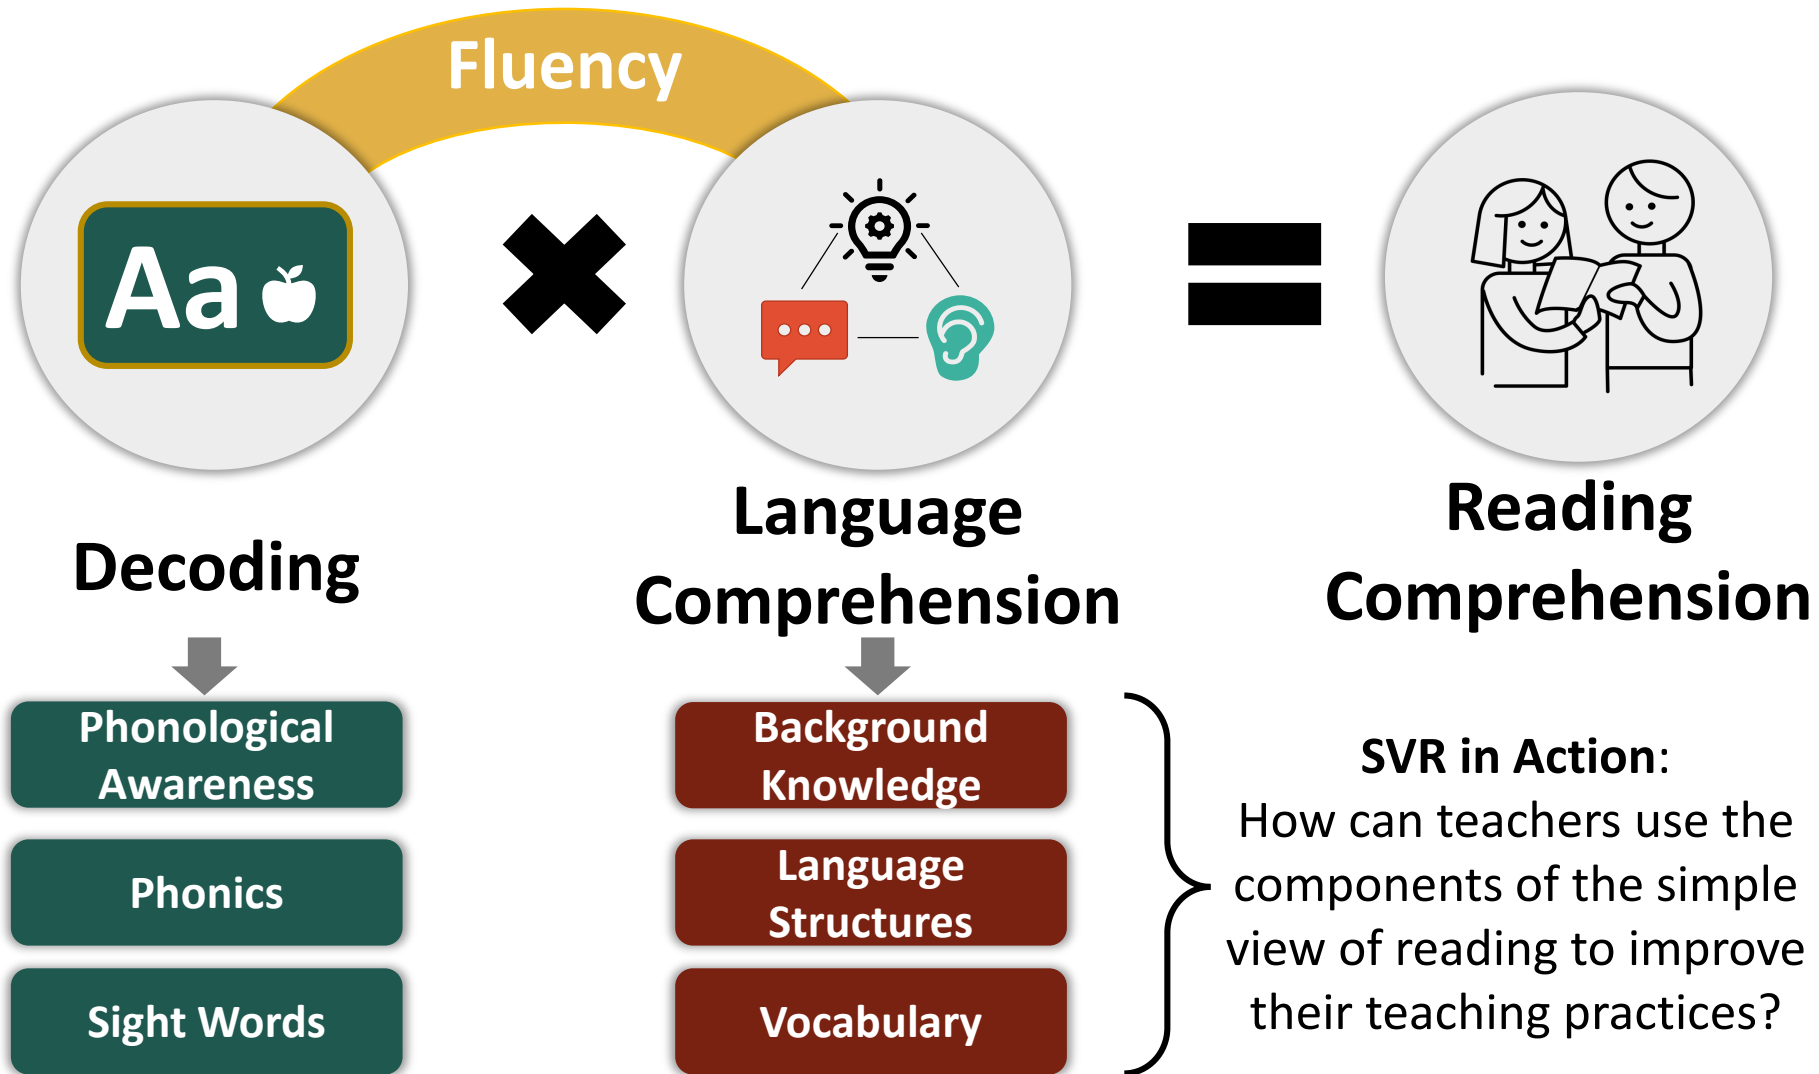 Fluency
Aa
Decoding
Language
Comprehension
Reading
Comprehension
Phonological
Awareness
Phonics
Sight Words
Background
Knowledge
Language
Structures
Vocabulary
SVR in Action:
How can teachers use the
components of the simple
view of reading to improve
their teaching practices?